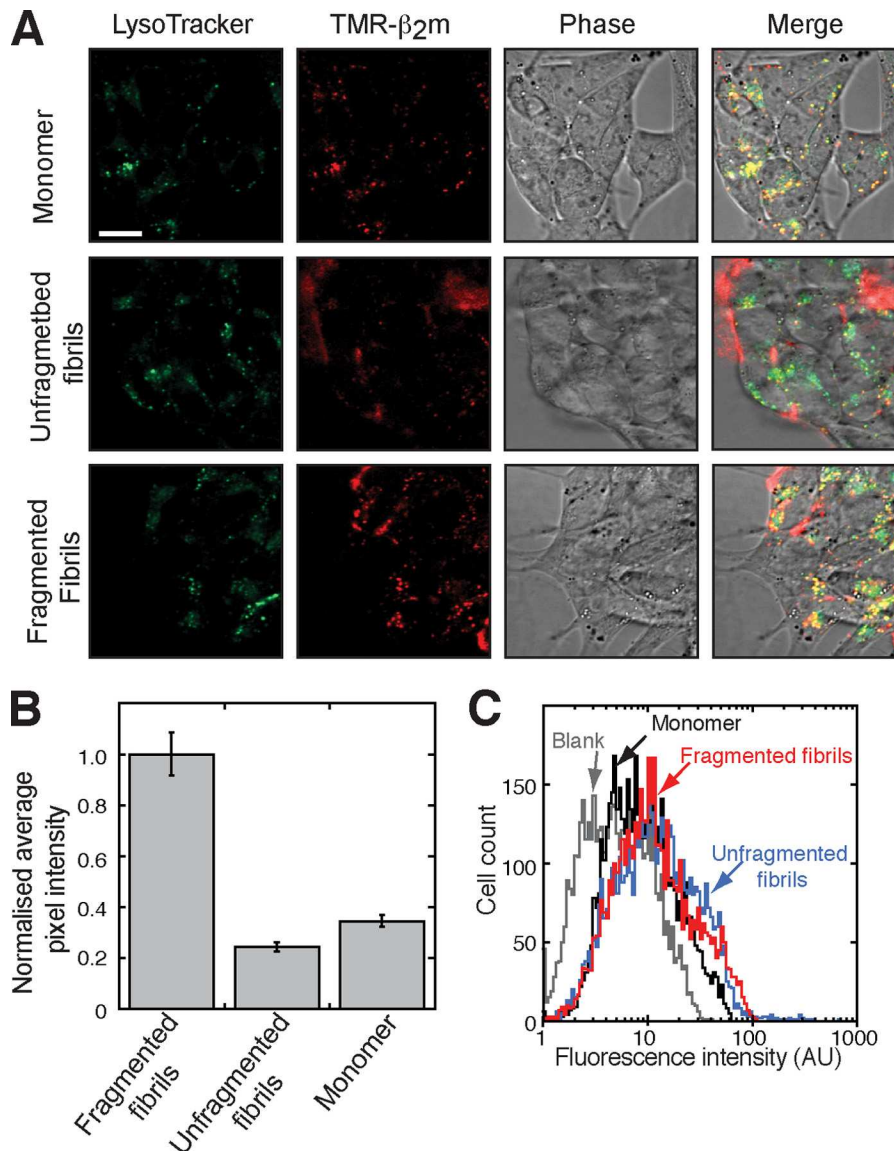 A
LysoTracker
TMR-β2m
Phase
Merge
Monomer
Unfragmetbed
fibrils
Fragmented
Fibrils
B
Normalised average
pixel intensity
1.0
0.8
0.6
0.4
0.2
0
Fragmented
fibrils
Unfragmented
fibrils
Monomer
C
Cell count
150
100
50
0
Blank
Monomer
Fragmented fibrils
Unfragmented
fibrils
1
10
100
1000
Fluorescence intensity (AU)